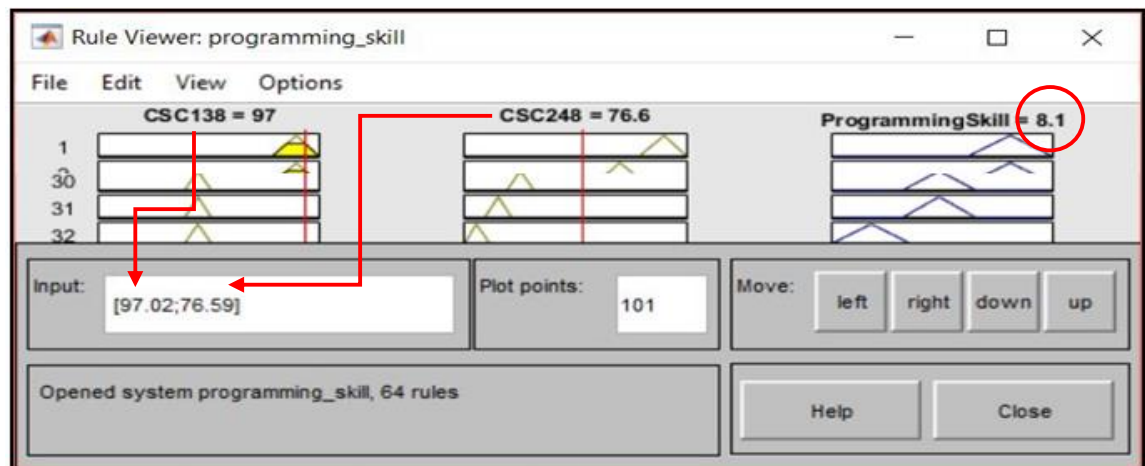 Rule Viewer: programming_skill
File Edit View Options
CSC138 = 97 CSC248 = 76.6 ProgrammingSkill = 8.1
1
30
31
32
Input: [97.02;76.59] Plot points: 101 Move: left right down up
Opened system programming_skill, 64 rules Help Close